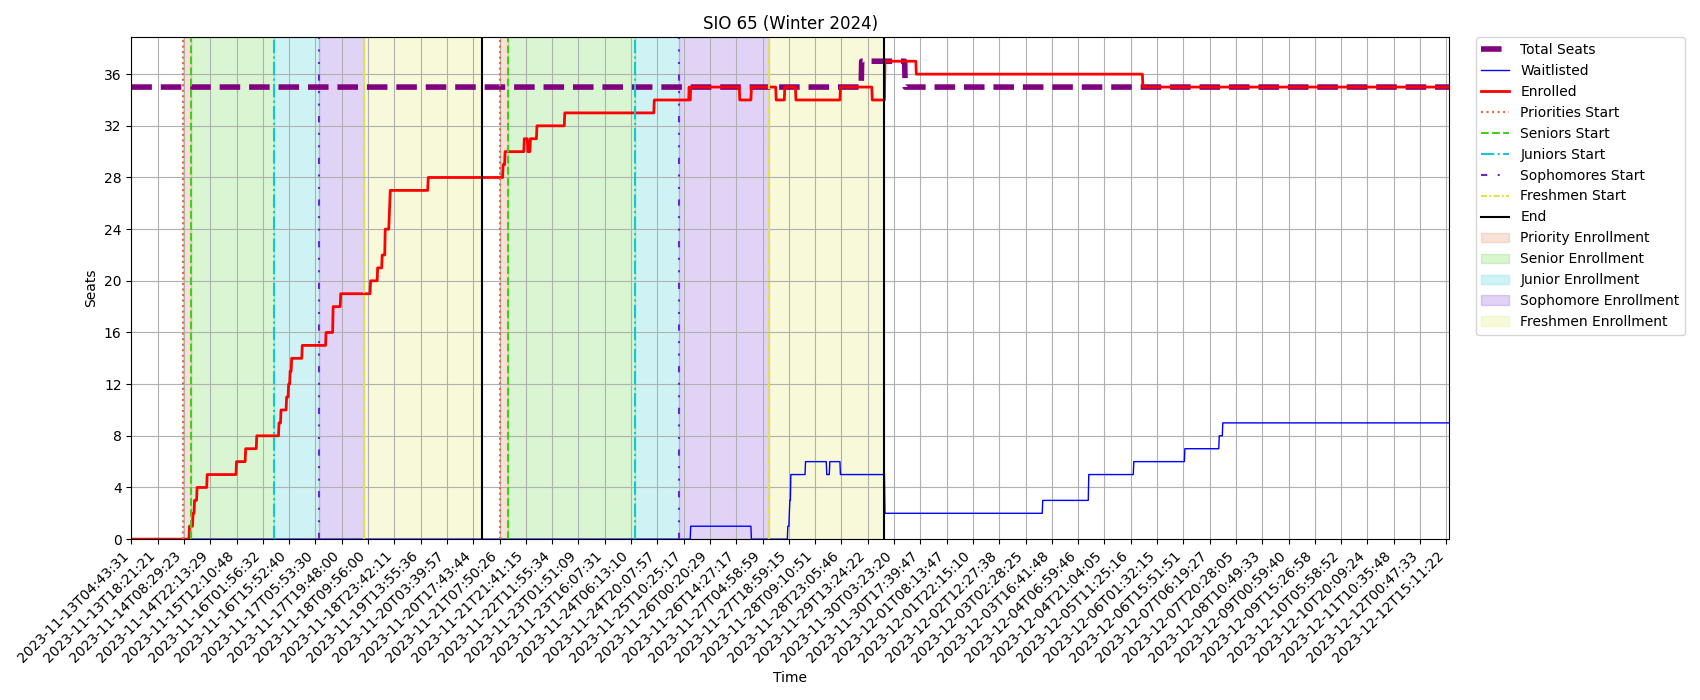 SIO 65 (Winter 2024)
Seats
36
32
28
24
20
16
12
8
4
0
2023-11-13T04:43:31
2023-11-13T18:21:21
2023-11-14T08:29:23
2023-11-14T22:13:29
2023-11-15T12:10:48
2023-11-16T01:56:32
2023-11-16T15:52:40
2023-11-17T05:53:30
2023-11-17T19:48:00
2023-11-18T09:56:00
2023-11-18T23:42:11
2023-11-19T13:55:36
2023-11-20T03:39:57
2023-11-20T17:43:44
2023-11-21T07:50:26
2023-11-21T21:41:15
2023-11-22T11:55:34
2023-11-23T01:51:09
2023-11-23T16:07:31
2023-11-24T06:13:10
2023-11-24T20:07:57
2023-11-25T10:25:17
2023-11-26T00:20:29
2023-11-26T14:27:17
2023-11-27T04:58:59
2023-11-27T18:59:15
2023-11-28T09:10:51
2023-11-28T23:05:46
2023-11-29T13:24:22
2023-11-30T03:23:20
2023-11-30T17:39:47
2023-12-01T08:13:47
2023-12-01T22:15:10
2023-12-02T12:27:38
2023-12-03T02:28:25
2023-12-03T16:41:48
2023-12-04T06:59:46
2023-12-04T21:04:05
2023-12-05T11:25:16
2023-12-06T01:32:15
2023-12-06T15:51:51
2023-12-07T06:19:27
2023-12-07T20:28:05
2023-12-08T10:49:33
2023-12-09T00:59:40
2023-12-09T15:26:58
2023-12-10T05:58:52
2023-12-10T20:09:24
2023-12-11T10:35:48
2023-12-12T00:47:33
2023-12-12T15:11:22
Time
Total Seats
Waitlisted
Enrolled
Priorities Start
Seniors Start
Juniors Start
Sophomores Start
Freshmen Start
End
Priority Enrollment
Senior Enrollment
Junior Enrollment
Sophomore Enrollment
Freshmen Enrollment